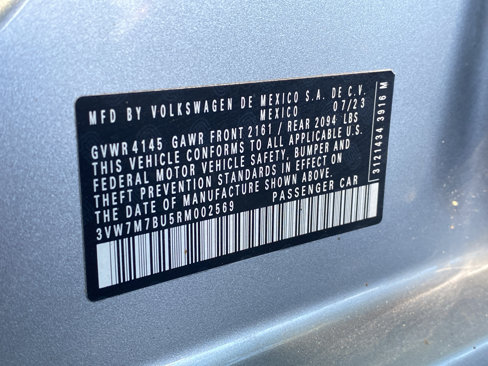 MFD BY VOLKSWAGEN DE MEXICO S.A. DE C.V.
MEXICO 07/23
GVWR4145 GAWR FRONT 2161 / REAR 2094 LBS
THIS VEHICLE CONFORMS TO ALL APPLICABLE U.S.
FEDERAL MOTOR VEHICLE SAFETY, BUMPER AND
THEFT PREVENTION STANDARDS IN EFFECT ON
THE DATE OF MANUFACTURE SHOWN ABOVE.
3VW7M7BU5RM002569 PASSENGER CAR
3121434 3916 M